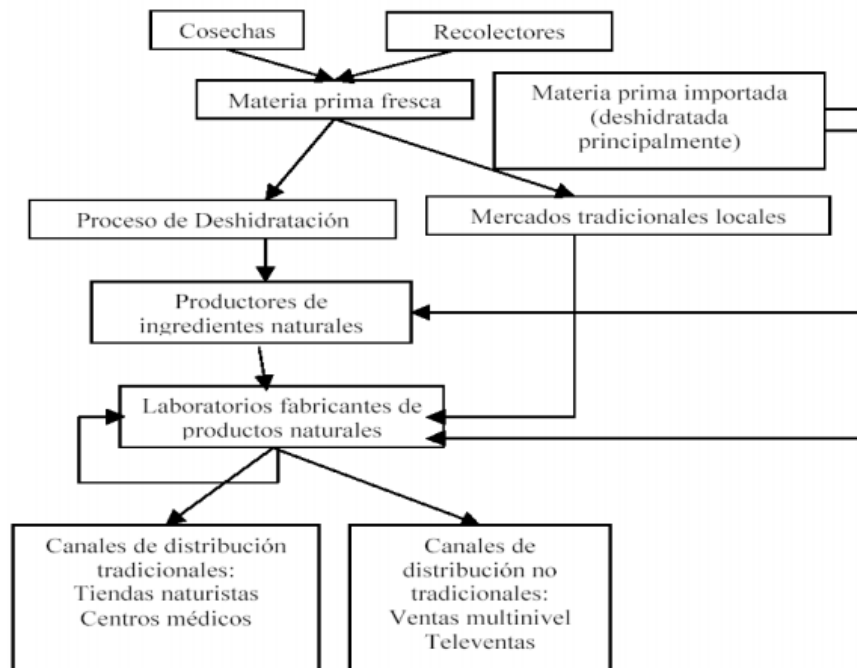 Cosechas
Recolectores
Materia prima fresca
Materia prima importada
(deshidratada
principalmente)
Proceso de Deshidratación
Mercados tradicionales locales
Productores de
ingredientes naturales
Laboratorios fabricantes de
productos naturales
Canales de distribución
tradicionales:
Tiendas naturistas
Centros médicos
Canales de
distribución no
tradicionales:
Ventas multinivel
Televentas